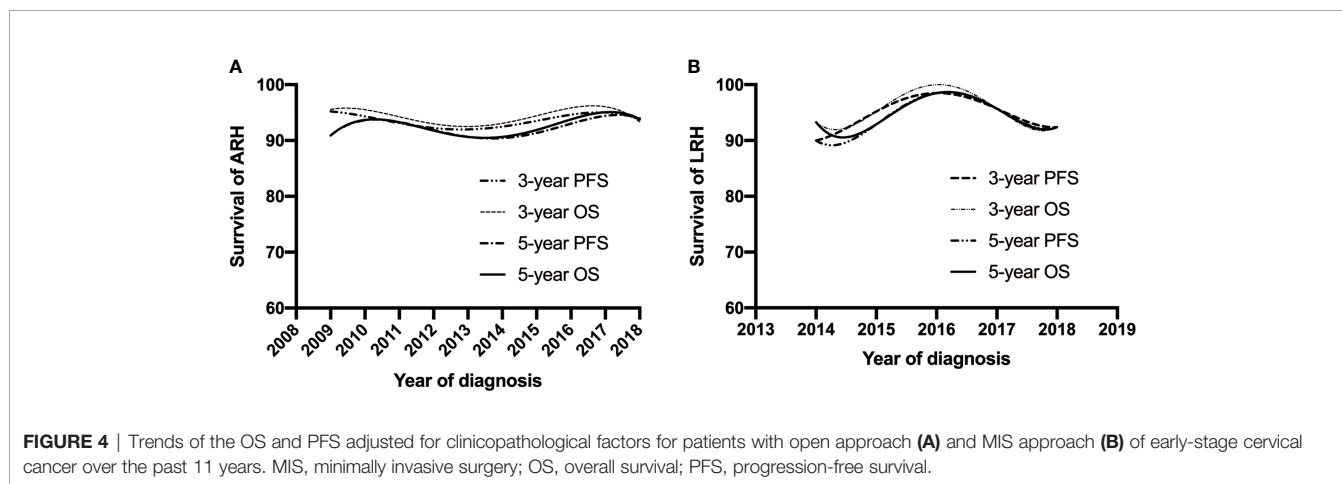 A
B
100
90
80
70
60
Surrvival of ARH
3-year PFS
3-year OS
5-year PFS
5-year OS
2008
2009
2010
2011
2012
2013
2014
2015
2016
2017
2018
Year of diagnosis
100
90
80
70
60
Surrvival of LRH
3-year PFS
3-year OS
5-year PFS
5-year OS
2013
2014
2015
2016
2017
2018
2019
Year of diagnosis
FIGURE 4 | Trends of the OS and PFS adjusted for clinicopathological factors for patients with open approach (A) and MIS approach (B) of early-stage cervical
cancer over the past 11 years. MIS, minimally invasive surgery; OS, overall survival; PFS, progression-free survival.